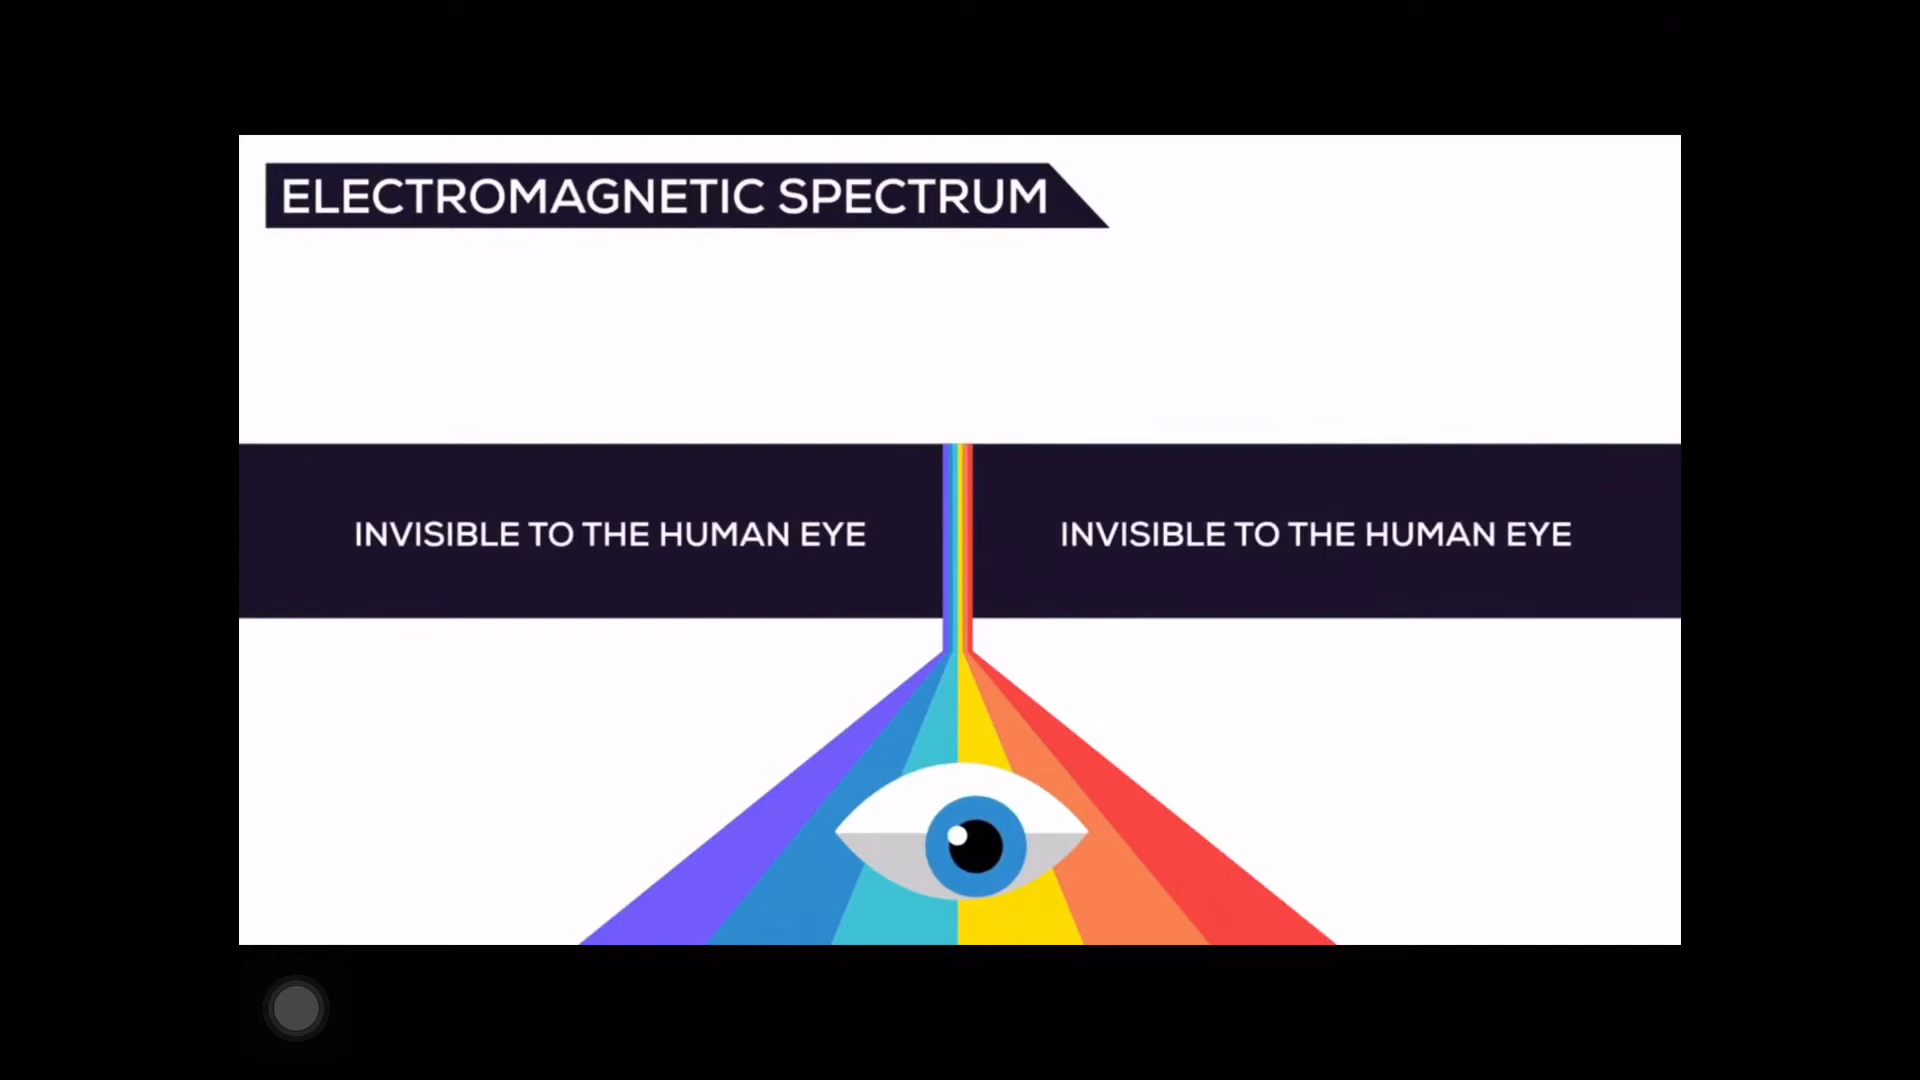 ELECTROMAGNETIC SPECTRUM
INVISIBLE TO THE HUMAN EYE
INVISIBLE TO THE HUMAN EYE